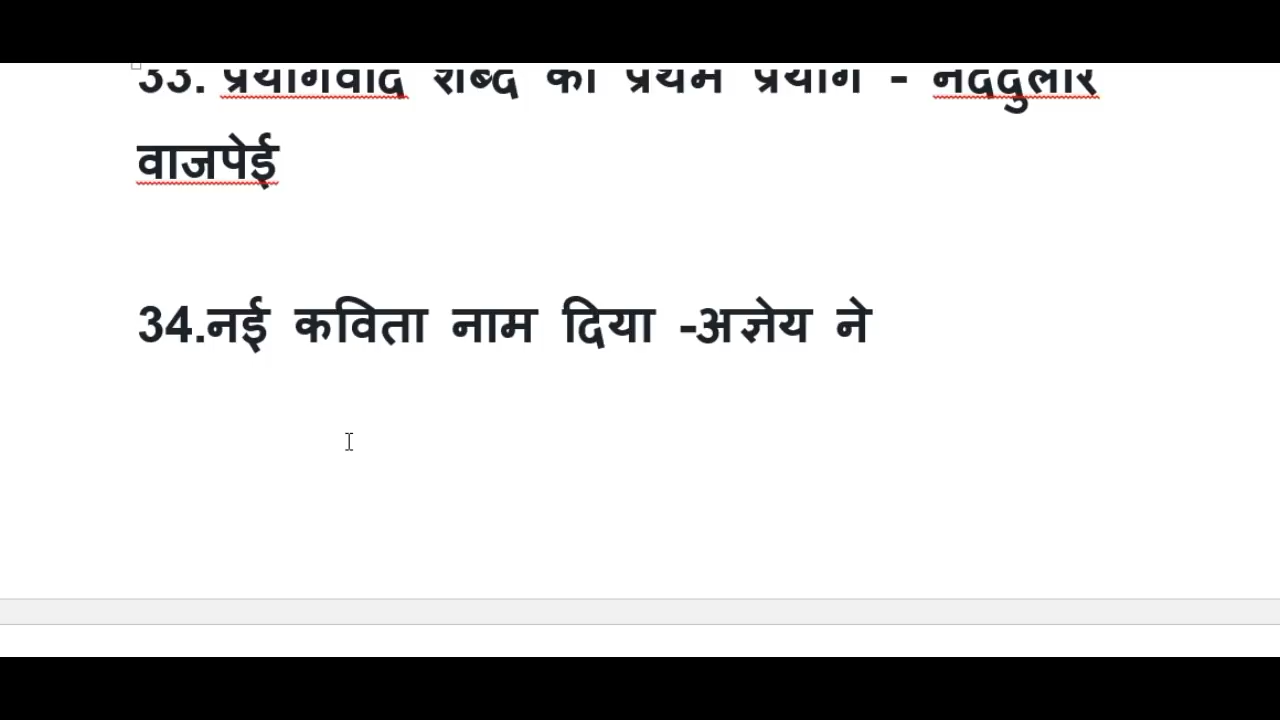 33. प्रयोगवाद शब्द का प्रथम प्रयोग - नंददुलारे
वाजपेई
34.नई कविता नाम दिया -अज्ञेय ने